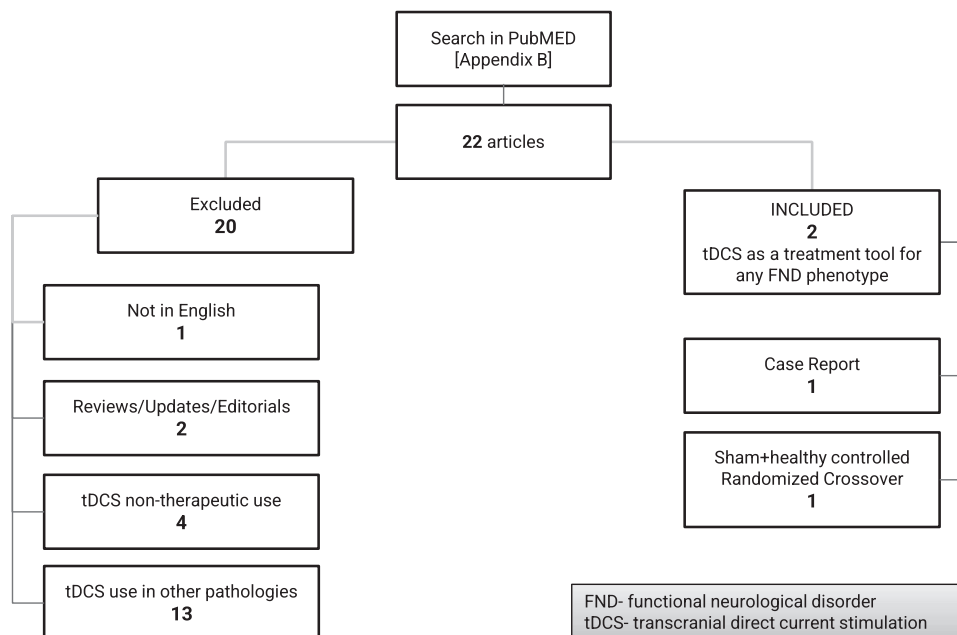 Search in PubMED
[Appendix B]
22 articles
Excluded
20
Not in English
1
Reviews/Updates/Editorials
2
tDCS non-therapeutic use
4
tDCS use in other pathologies
13
INCLUDED
2
tDCS as a treatment tool for
any FND phenotype
Case Report
1
Sham+healthy controlled
Randomized Crossover
1
FND- functional neurological disorder
tDCS- transcranial direct current stimulation